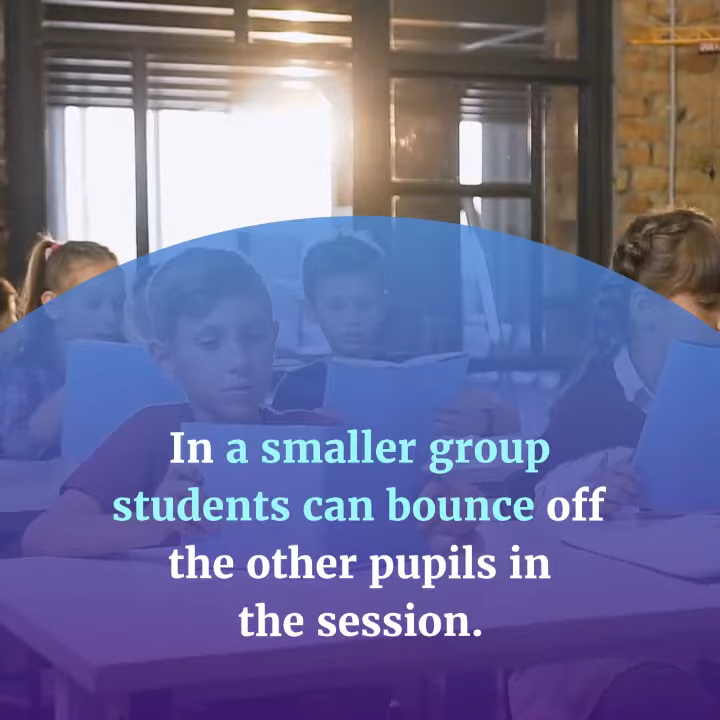 In a smaller group
students can bounce off
the other pupils in
the session.